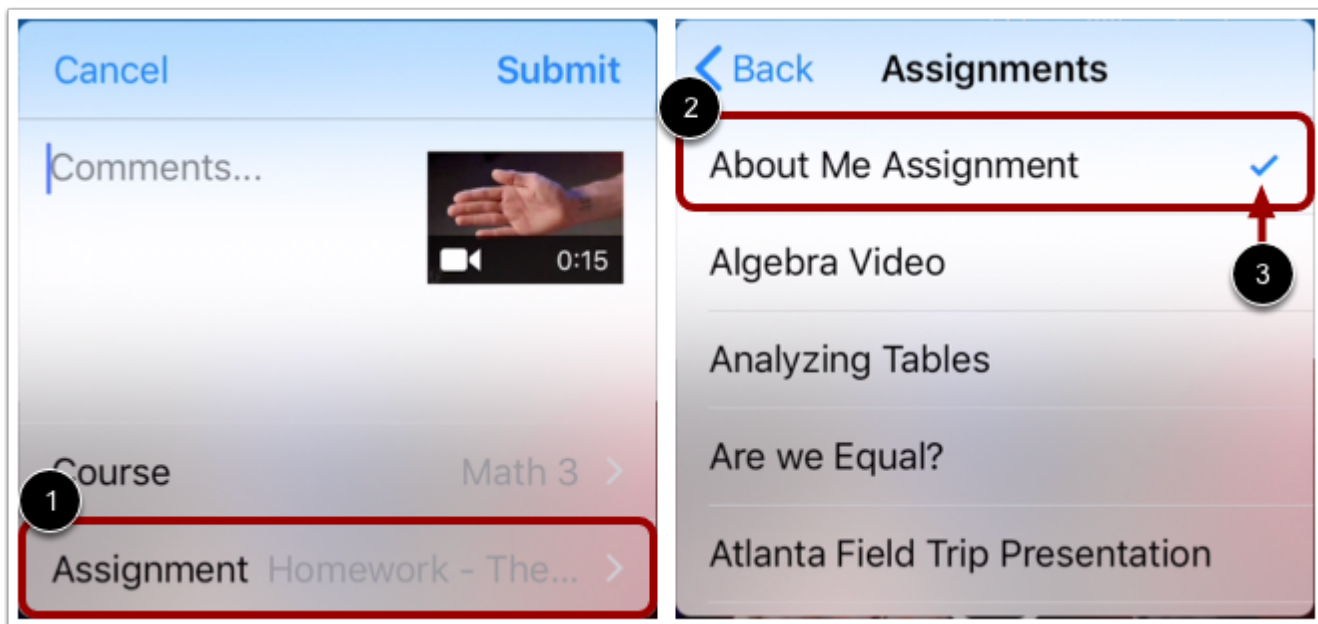 Cancel Submit
Comments...
0:15
Course Math 3
1
Assignment Homework - The...
Back Assignments
2
About Me Assignment
3
Algebra Video
Analyzing Tables
Are we Equal?
Atlanta Field Trip Presentation